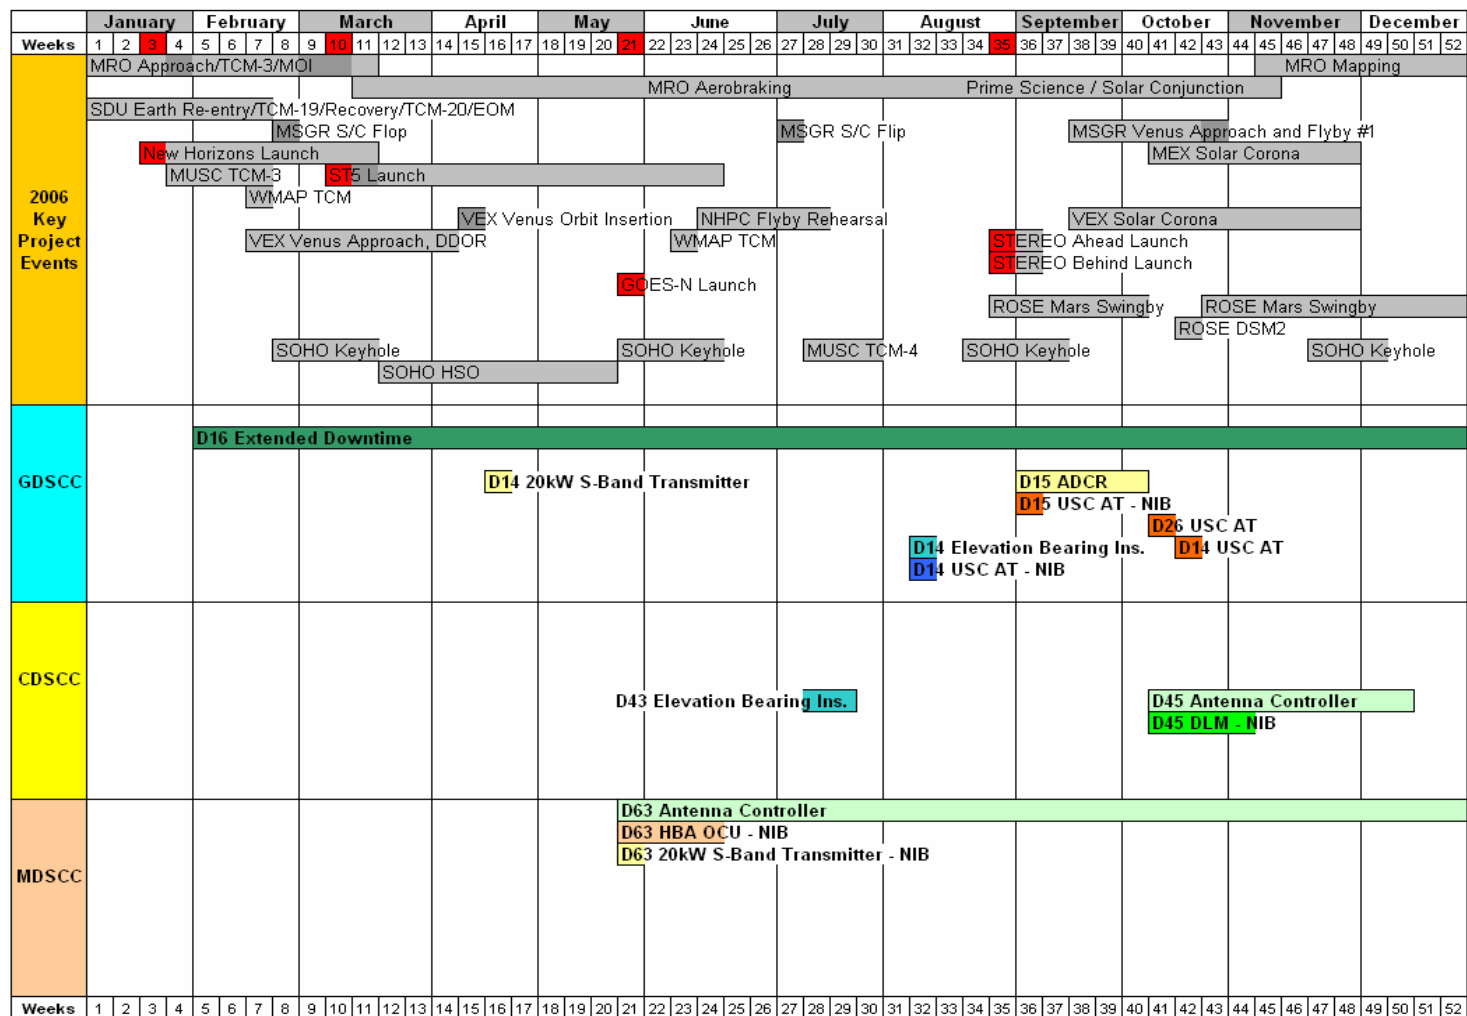 January February March April May June July August September October November December
Weeks 1 2 3 4 5 6 7 8 9 10 11 12 13 14 15 16 17 18 19 20 21 22 23 24 25 26 27 28 29 30 31 32 33 34 35 36 37 38 39 40 41 42 43 44 45 46 47 48 49 50 51 52
MRO Approach/TCM-3/MOI MRO Mapping
MRO Aerobraking Prime Science / Solar Conjunction
SDU Earth Re-entry/TCM-19/Recovery/TCM-20/EOM
MSGR S/C Flop MSGR S/C Flip MSGR Venus Approach and Flyby #1
New Horizons Launch MEX Solar Corona
MUSC TCM-3 ST5 Launch
2006 Key Project Events
WMAP TCM
VEX Venus Orbit Insertion NHPC Flyby Rehearsal VEX Solar Corona
VEX Venus Approach, DDOR WMAP TCM STEREO Ahead Launch
STEREO Behind Launch
GOES-N Launch
ROSE Mars Swingby ROSE Mars Swingby
ROSE DSM2
SOHO Keyhole SOHO Keyhole MUSC TCM-4 SOHO Keyhole SOHO Keyhole
SOHO HSO
D16 Extended Downtime
GDSCC D14 20kW S-Band Transmitter D15 ADCR
D15 USC AT - NIB
D26 USC AT
D14 Elevation Bearing Ins. D14 USC AT
D14 USC AT - NIB
CDSCC
D43 Elevation Bearing Ins. D45 Antenna Controller
D45 DLM - NIB
D63 Antenna Controller
D63 HBA OCU - NIB
D63 20kW S-Band Transmitter - NIB
MDSCC
Weeks 1 2 3 4 5 6 7 8 9 10 11 12 13 14 15 16 17 18 19 20 21 22 23 24 25 26 27 28 29 30 31 32 33 34 35 36 37 38 39 40 41 42 43 44 45 46 47 48 49 50 51 52